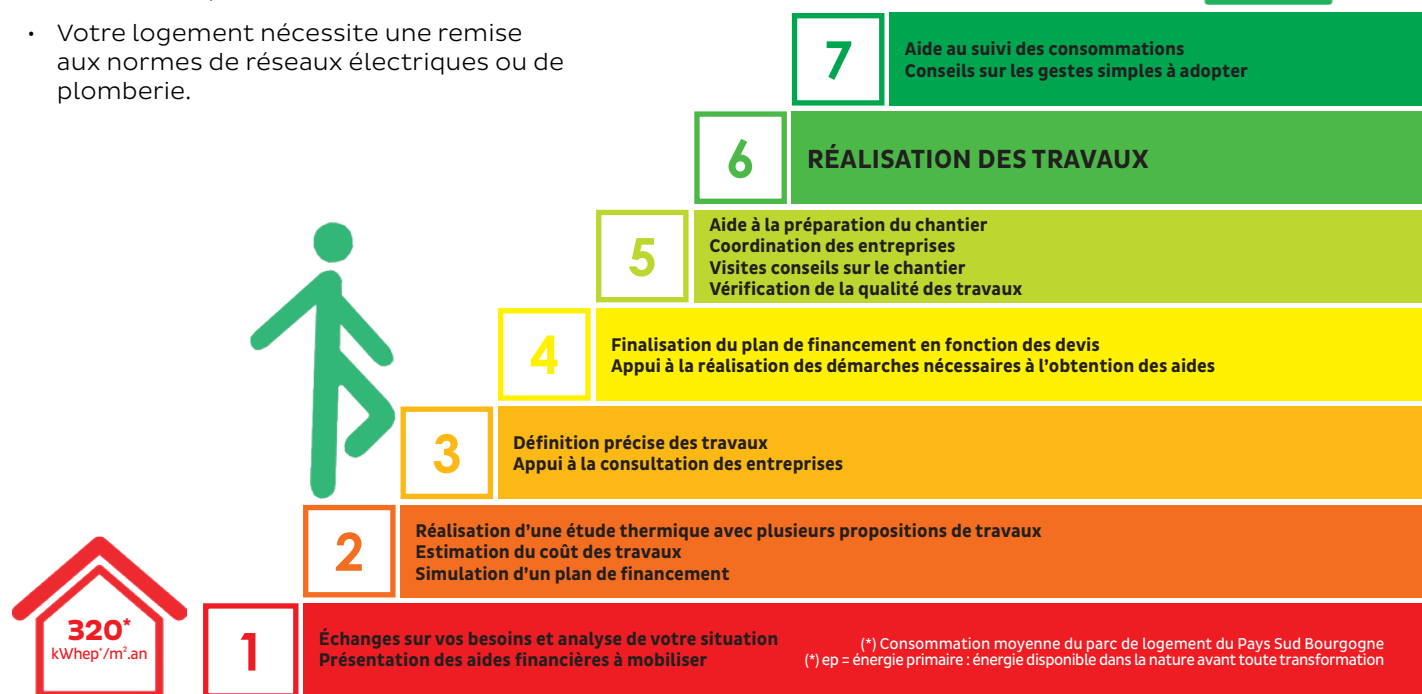 • Votre logement nécessite une remise
aux normes de réseaux électriques ou de
plomberie.
7
Aide au suivi des consommations
Conseils sur les gestes simples à adopter
6
RÉALISATION DES TRAVAUX
5
Aide à la préparation du chantier
Coordination des entreprises
Visites conseils sur le chantier
Vérification de la qualité des travaux
4
Finalisation du plan de financement en fonction des devis
Appui à la réalisation des démarches nécessaires à l’obtention des aides
3
Définition précise des travaux
Appui à la consultation des entreprises
2
Réalisation d’une étude thermique avec plusieurs propositions de travaux
Estimation du coût des travaux
Simulation d’un plan de financement
320*
kWhep*/m².an
1
Échanges sur vos besoins et analyse de votre situation
Présentation des aides financières à mobiliser
(*) Consommation moyenne du parc de logement du Pays Sud Bourgogne
(*) ep = énergie primaire : énergie disponible dans la nature avant toute transformation